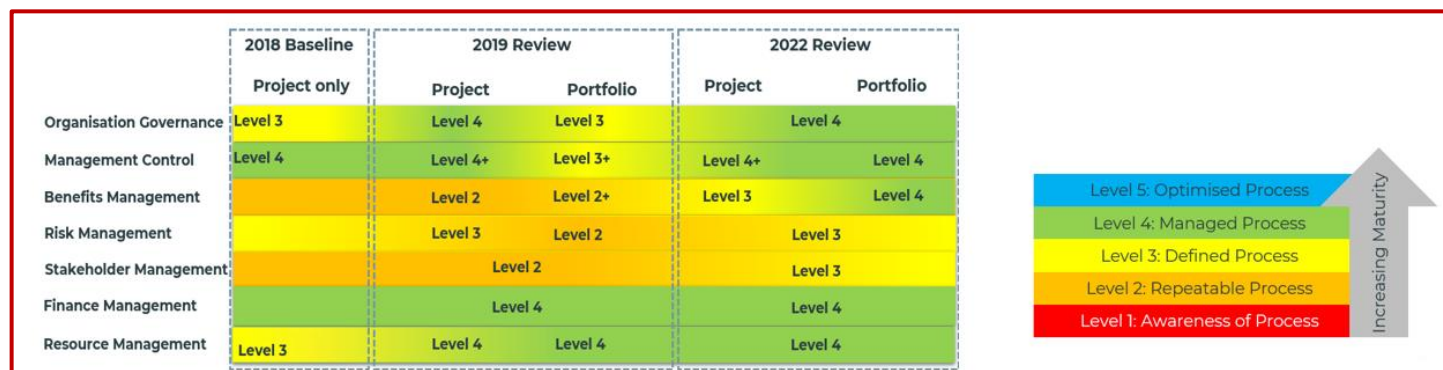 2018 Baseline 2019 Review 2022 Review
Project only Project Portfolio Project Portfolio
Organisation Governance Level 3 Level 4 Level 3 Level 4
Management Control Level 4 Level 4+ Level 3+ Level 4+ Level 4
Benefits Management Level 2 Level 2+ Level 3 Level 4
Risk Management Level 3 Level 2 Level 3
Stakeholder Management Level 2 Level 3
Finance Management Level 4 Level 4
Resource Management Level 3 Level 4 Level 4 Level 4
Level 5: Optimised Process
Level 4: Managed Process
Level 3: Defined Process
Level 2: Repeatable Process
Level 1: Awareness of Process
Increasing Maturity